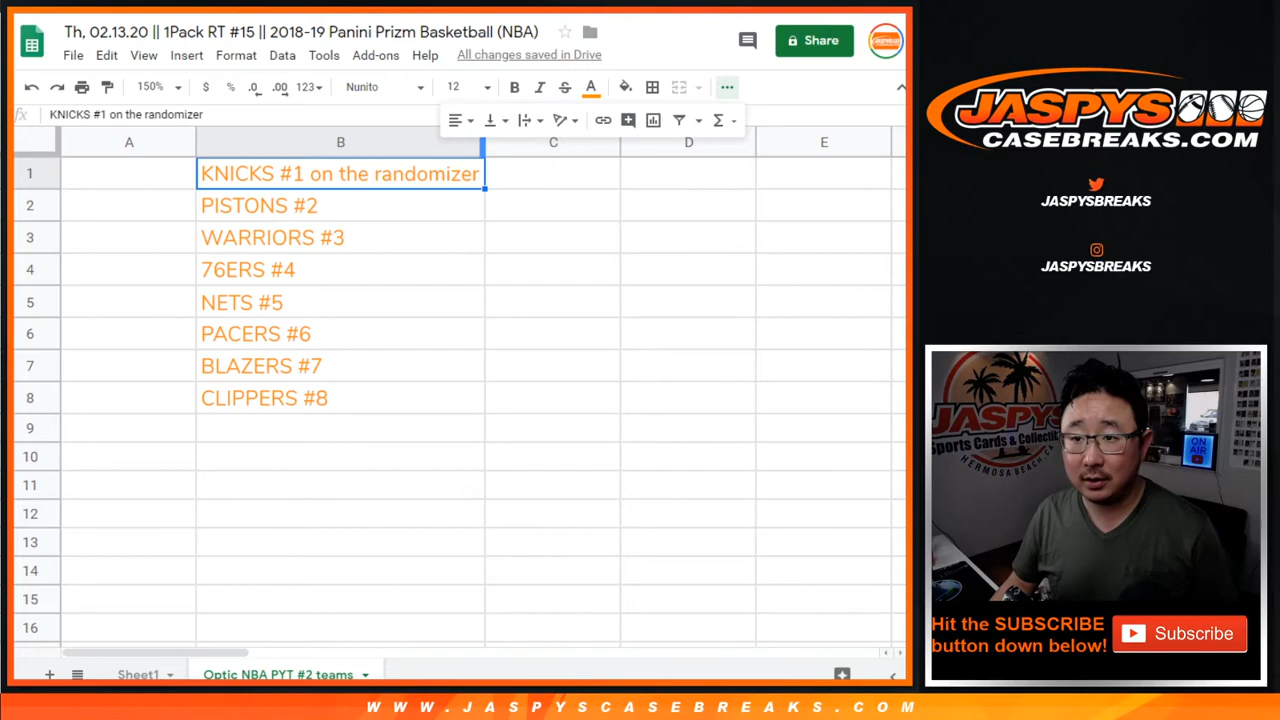 Th, 02.13.20 || 1Pack RT #15 || 2018-19 Panini Prizm Basketball (NBA)
File Edit View Insert Format Data Tools Add-ons Help All changes saved in Drive
Share
150% $ % .0 .00 123 Nunito 12 B I S A
fx KNICKS #1 on the randomizer
A B C D E
1 KNICKS #1 on the randomizer
2 PISTONS #2
3 WARRIORS #3
4 76ERS #4
5 NETS #5
6 PACERS #6
7 BLAZERS #7
8 CLIPPERS #8
9
10
11
12
13
14
15
16
Sheet1 Optic NBA PYT #2 teams
JASPYS
CASEBREAKS.COM
JASPYSBREAKS
JASPYSBREAKS
JASPYS
Sports Cards & Collectib
HERMOSA BEACH, CA
ON
AIR
Hit the SUBSCRIBE
button down below!
Subscribe
WWW.JASPYSCASEBREAKS.COM